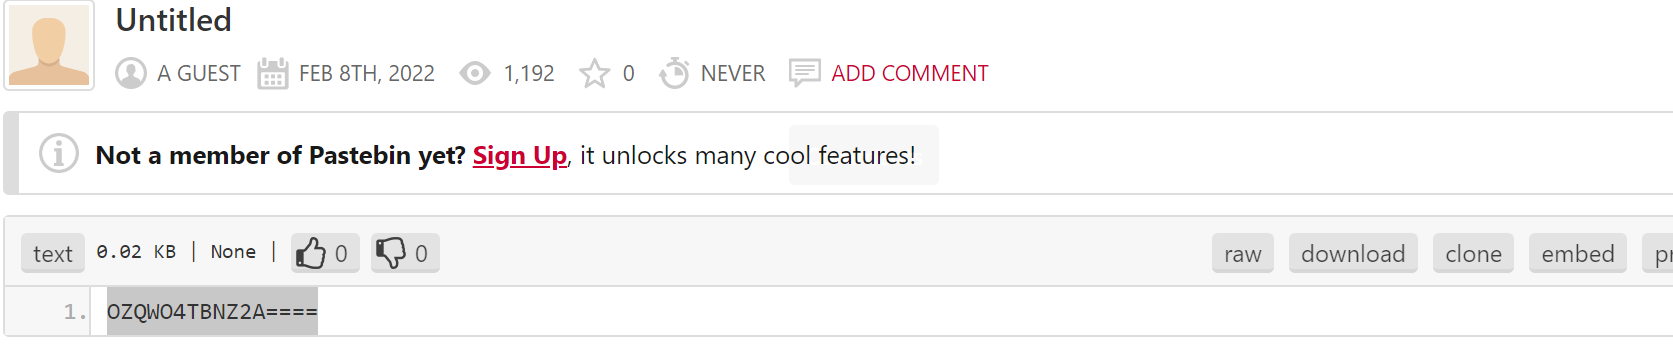 Untitled
A GUEST FEB 8TH, 2022 1,192 0 NEVER ADD COMMENT
Not a member of Pastebin yet? Sign Up, it unlocks many cool features!
text 0.02 KB | None | 0 0 raw download clone embed pr
1. OZQWO4TBNZ2A====